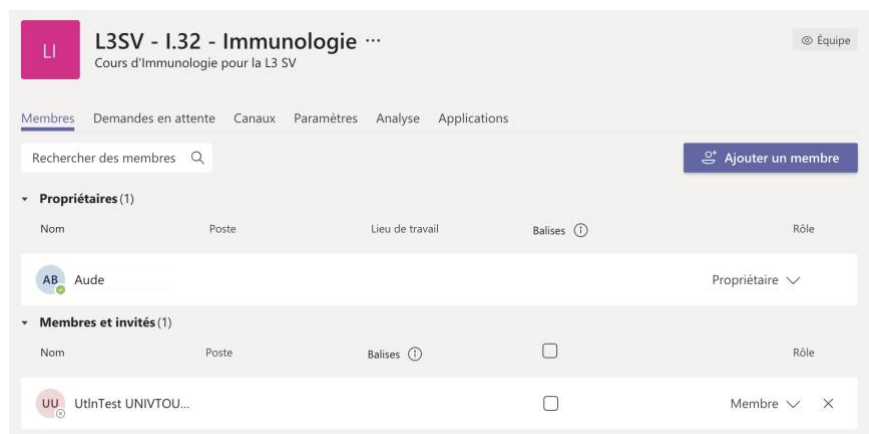 LI
L3SV - I.32 - Immunologie ...
Équipe
Cours d'Immunologie pour la L3 SV
Membres Demandes en attente Canaux Paramètres Analyse Applications
Rechercher des membres Ajouter un membre
Propriétaires (1)
Nom Poste Lieu de travail Balises Rôle
AB Aude Propriétaire
Membres et invités (1)
Nom Poste Balises Rôle
UU UtlnTest UNIVTOU... Membre